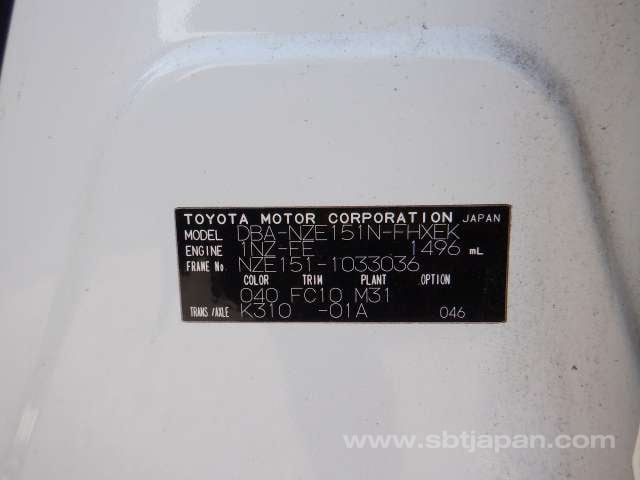 TOYOTA MOTOR CORPORATION JAPAN
MODEL DBA-NZE151N-FHXEK
ENGINE 1NZ-FE 1496 mL
FRAME No. NZE151-1033036
COLOR TRIM PLANT OPTION
040 FC10 M31
TRANS/AXLE K310 -01A 046
www.sbtjapan.com